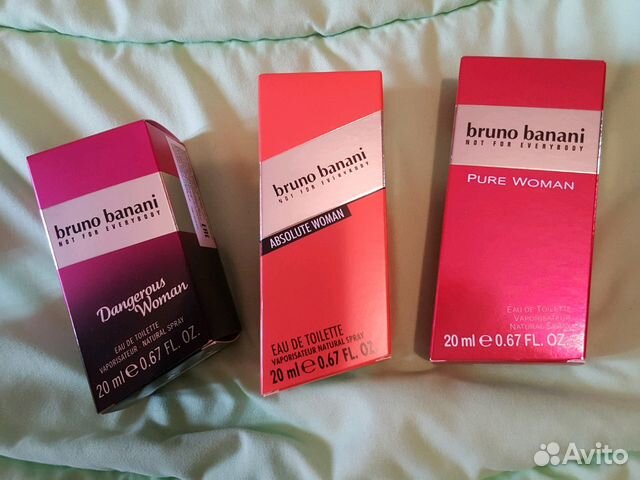 bruno banani
NOT FOR EVERYBODY
Dangerous
Woman
EAU DE TOILETTE
VAPORISATEUR NATURAL SPRAY
20 ml e 0.67 FL. OZ.
bruno banani
NOT FOR EVERYBODY
ABSOLUTE WOMAN
EAU DE TOILETTE
VAPORISATEUR NATURAL SPRAY
20 ml e 0.67 FL. OZ.
bruno banani
NOT FOR EVERYBODY
PURE WOMAN
EAU DE TOILETTE
VAPORISATEUR
NATURAL SPRAY
20 ml e 0.67 FL. OZ.
Avito